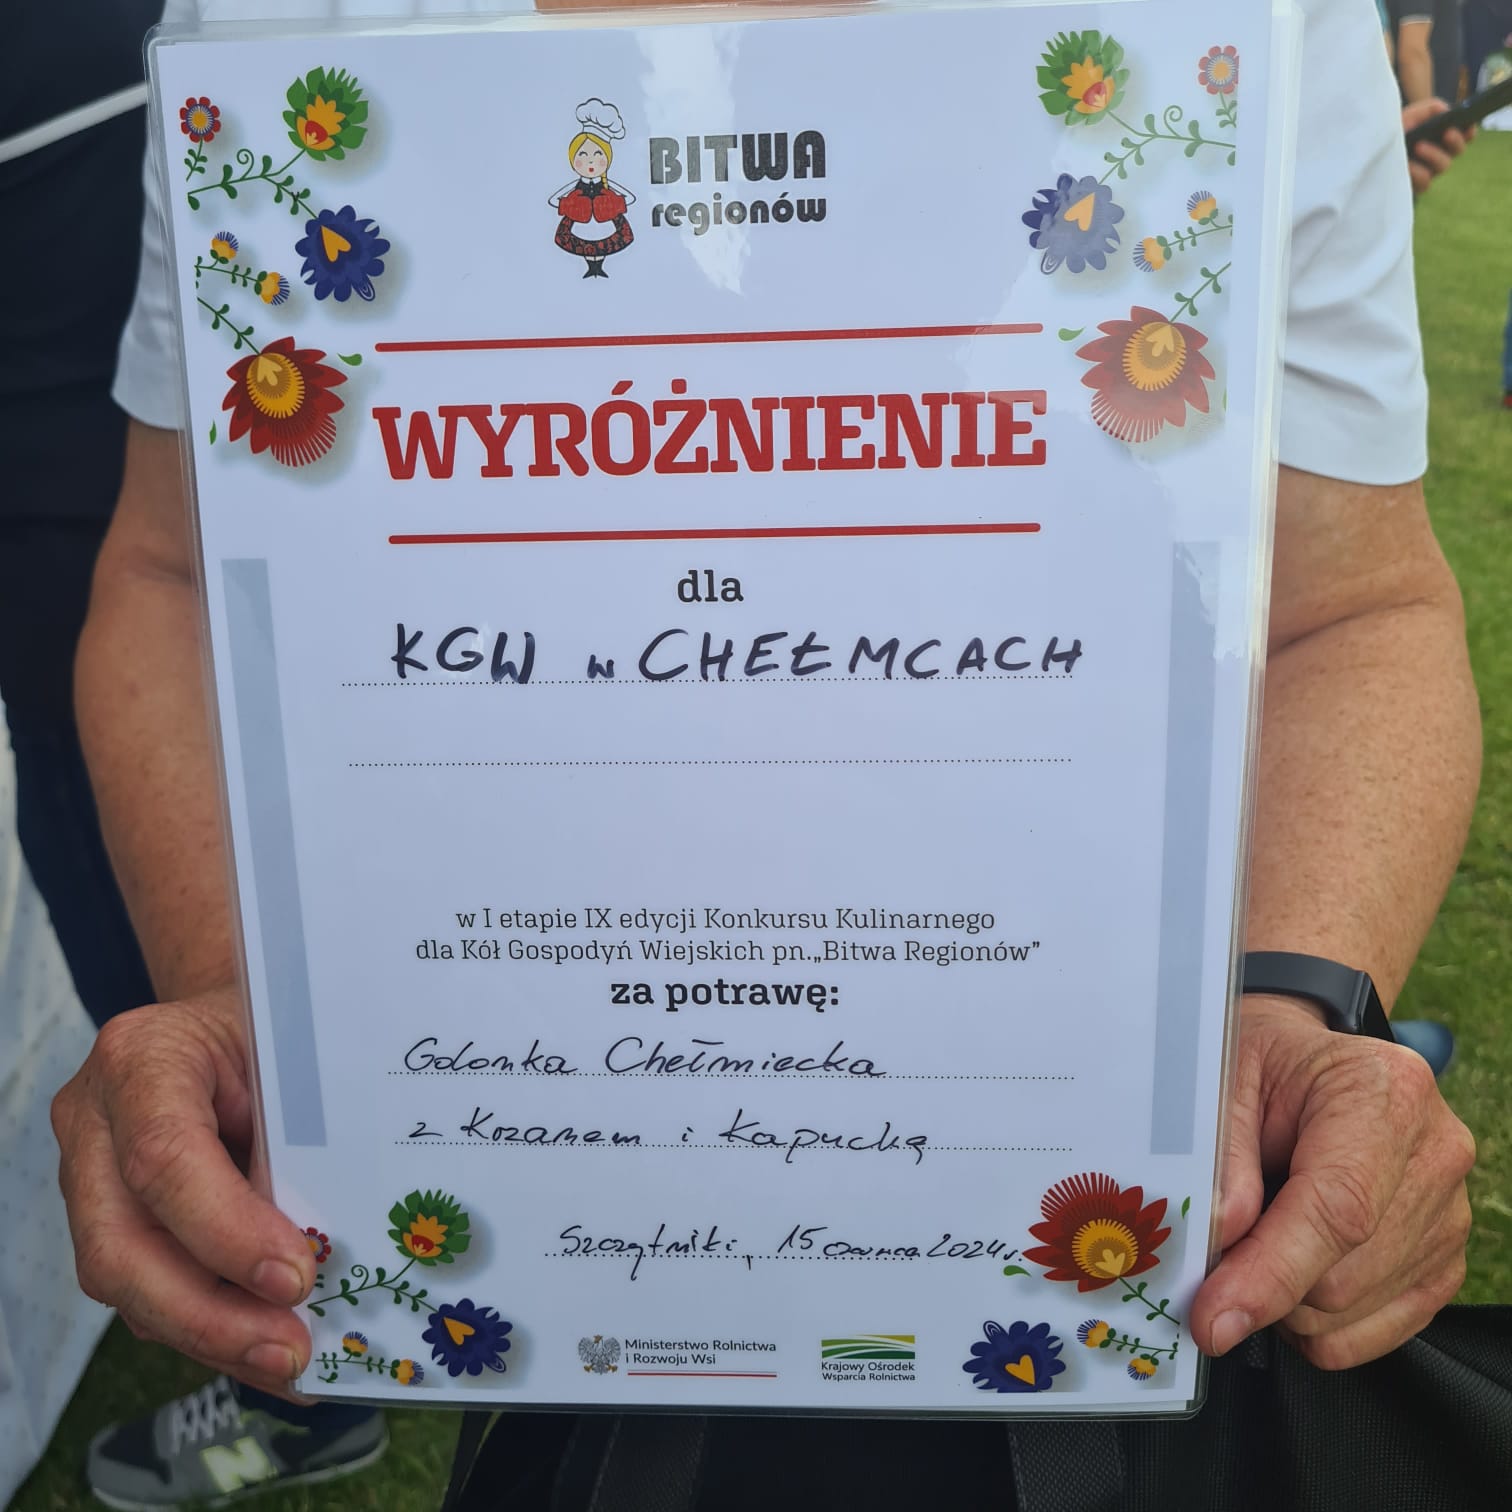 BITWA
regionów
WYRÓŻNIENIE
dla
KGW w CHEŁMCACH
w I etapie IX edycji Konkursu Kulinarnego
dla Kół Gospodyń Wiejskich pn. „Bitwa Regionów”
za potrawę:
Golonka Chełmiecka
z Kozanem i Kapuchą
Szczytniki, 15 czerwca 2024 r.
Ministerstwo Rolnictwa
i Rozwoju Wsi
Krajowy Ośrodek
Wsparcia Rolnictwa
N